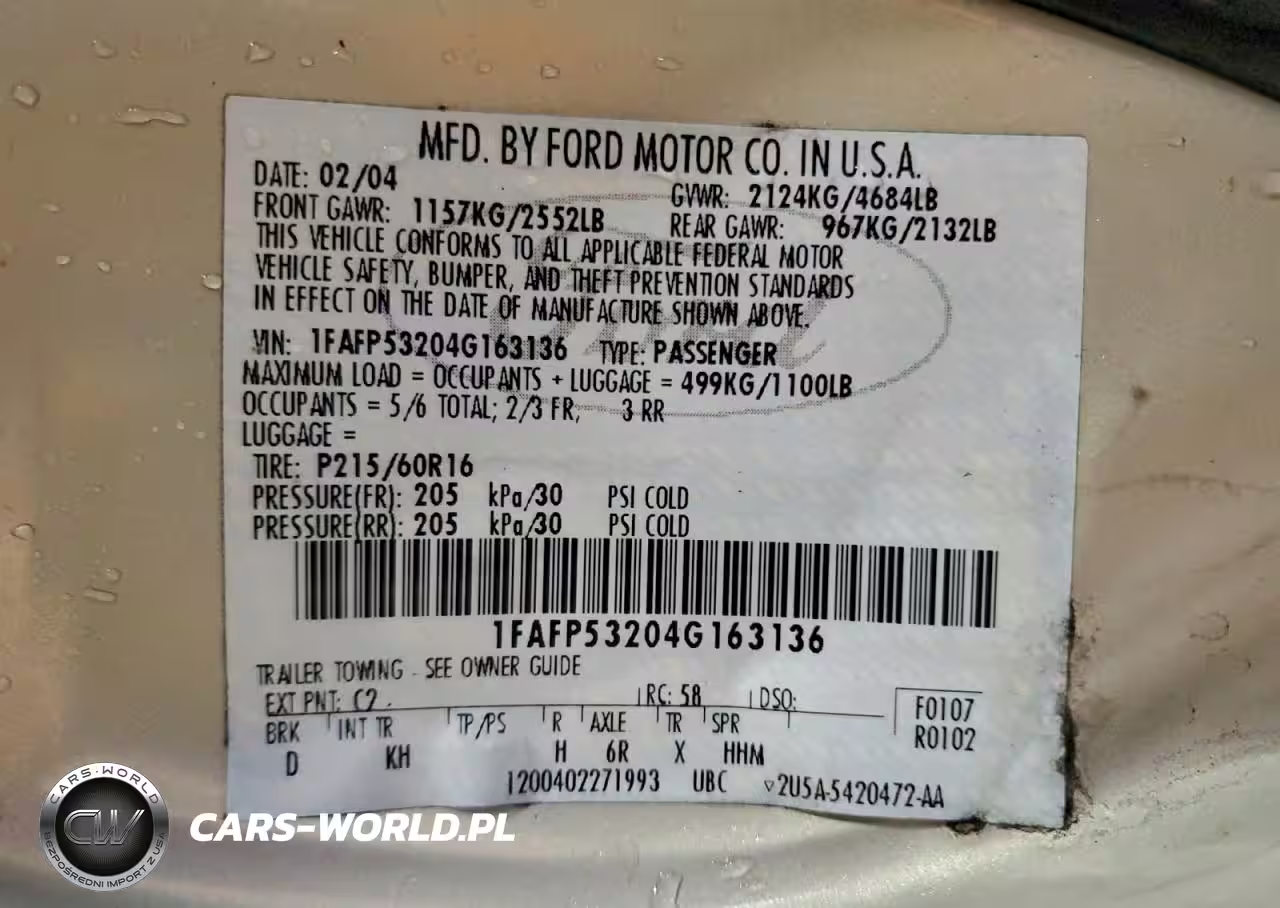 MFD. BY FORD MOTOR CO. IN U.S.A.
DATE: 02/04 GVWR: 2124KG/4684LB
FRONT GAWR: 1157KG/2552LB REAR GAWR: 967KG/2132LB
THIS VEHICLE CONFORMS TO ALL APPLICABLE FEDERAL MOTOR
VEHICLE SAFETY, BUMPER, AND THEFT PREVENTION STANDARDS
IN EFFECT ON THE DATE OF MANUFACTURE SHOWN ABOVE.
VIN: 1FAFP53204G163136 TYPE: PASSENGER
MAXIMUM LOAD = OCCUPANTS + LUGGAGE = 499KG/1100LB
OCCUPANTS = 5/6 TOTAL; 2/3 FR, 3 RR
LUGGAGE =
TIRE: P215/60R16
PRESSURE(FR): 205 kPa/30 PSI COLD
PRESSURE(RR): 205 kPa/30 PSI COLD
1FAFP53204G163136
TRAILER TOWING - SEE OWNER GUIDE
EXT PNT: C2 RC: 58 DSO:
BRK INT TR TP/PS R AXLE TR SPR
D KH H 6R X HHM
F0107
R0102
1200402271993 UBC 2U5A-5420472-AA
CARS-WORLD
CW
BEZPOŚREDNI IMPORT Z USA
CARS-WORLD.PL